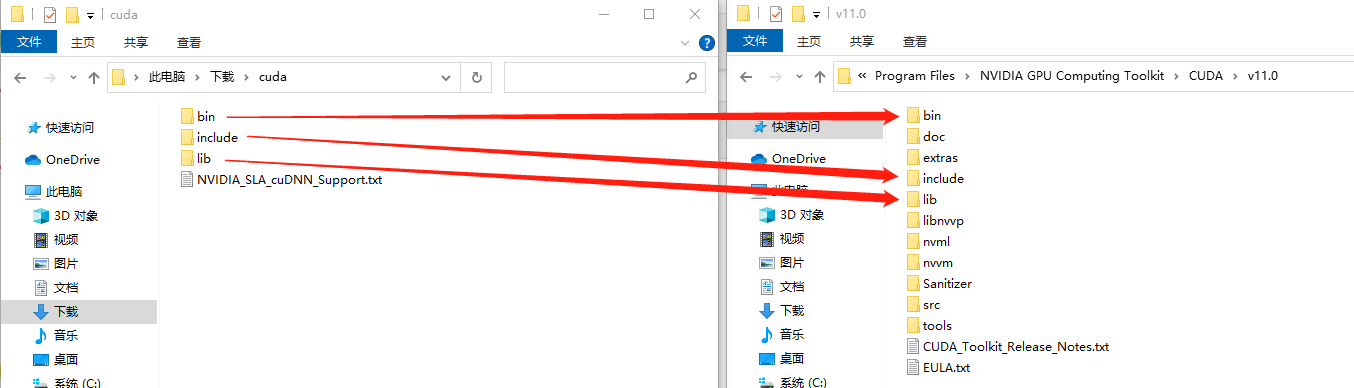 cuda
文件 主页 共享 查看
此电脑 下载 cuda
快速访问
OneDrive
此电脑
3D 对象
视频
图片
文档
下载
音乐
桌面
系统 (C:)
bin
include
lib
NVIDIA_SLA_cuDNN_Support.txt
v11.0
文件 主页 共享 查看
« Program Files NVIDIA GPU Computing Toolkit CUDA v11.0
快速访问
OneDrive
此电脑
3D 对象
视频
图片
文档
下载
音乐
桌面
系统 (C:)
bin
doc
extras
include
lib
libnvvp
nvml
nvvm
Sanitizer
src
tools
CUDA_Toolkit_Release_Notes.txt
EULA.txt